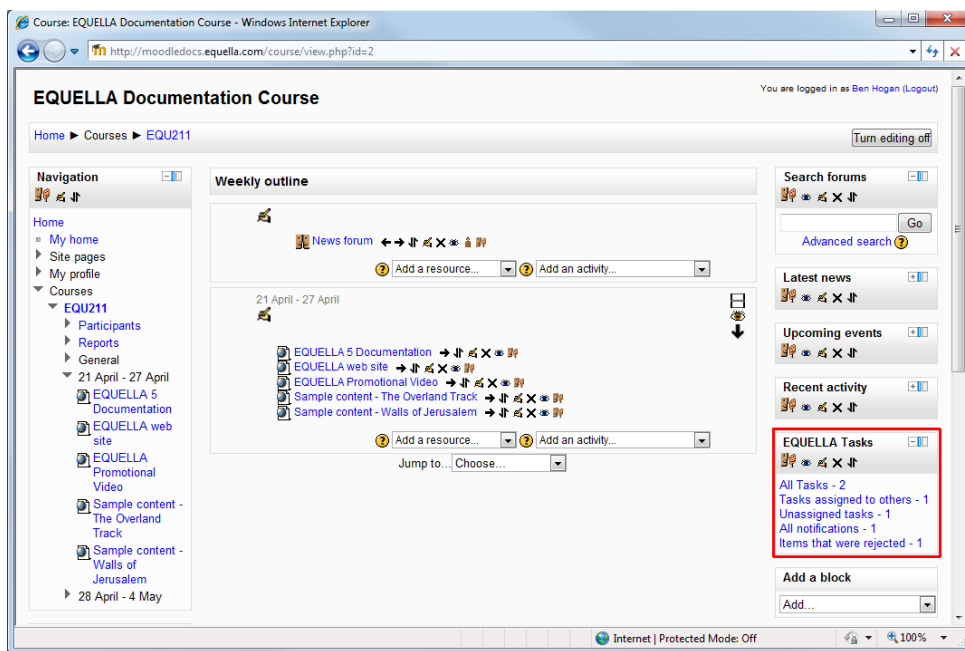 Course: EQUELLA Documentation Course - Windows Internet Explorer
http://moodledocs.equella.com/course/view.php?id=2
EQUELLA Documentation Course
You are logged in as Ben Hogan (Logout)
Home ► Courses ► EQU211
Turn editing off
Navigation
Home
My home
Site pages
My profile
Courses
EQU211
Participants
Reports
General
21 April - 27 April
EQUELLA 5
Documentation
EQUELLA web
site
EQUELLA
Promotional
Video
Sample content -
The Overland
Track
Sample content -
Walls of
Jerusalem
28 April - 4 May
Weekly outline
News forum
Add a resource... Add an activity...
21 April - 27 April
EQUELLA 5 Documentation
EQUELLA web site
EQUELLA Promotional Video
Sample content - The Overland Track
Sample content - Walls of Jerusalem
Add a resource... Add an activity...
Jump to... Choose...
Search forums
Go
Advanced search
Latest news
Upcoming events
Recent activity
EQUELLA Tasks
All Tasks - 2
Tasks assigned to others - 1
Unassigned tasks - 1
All notifications - 1
Items that were rejected - 1
Add a block
Add...
Internet | Protected Mode: Off
100%